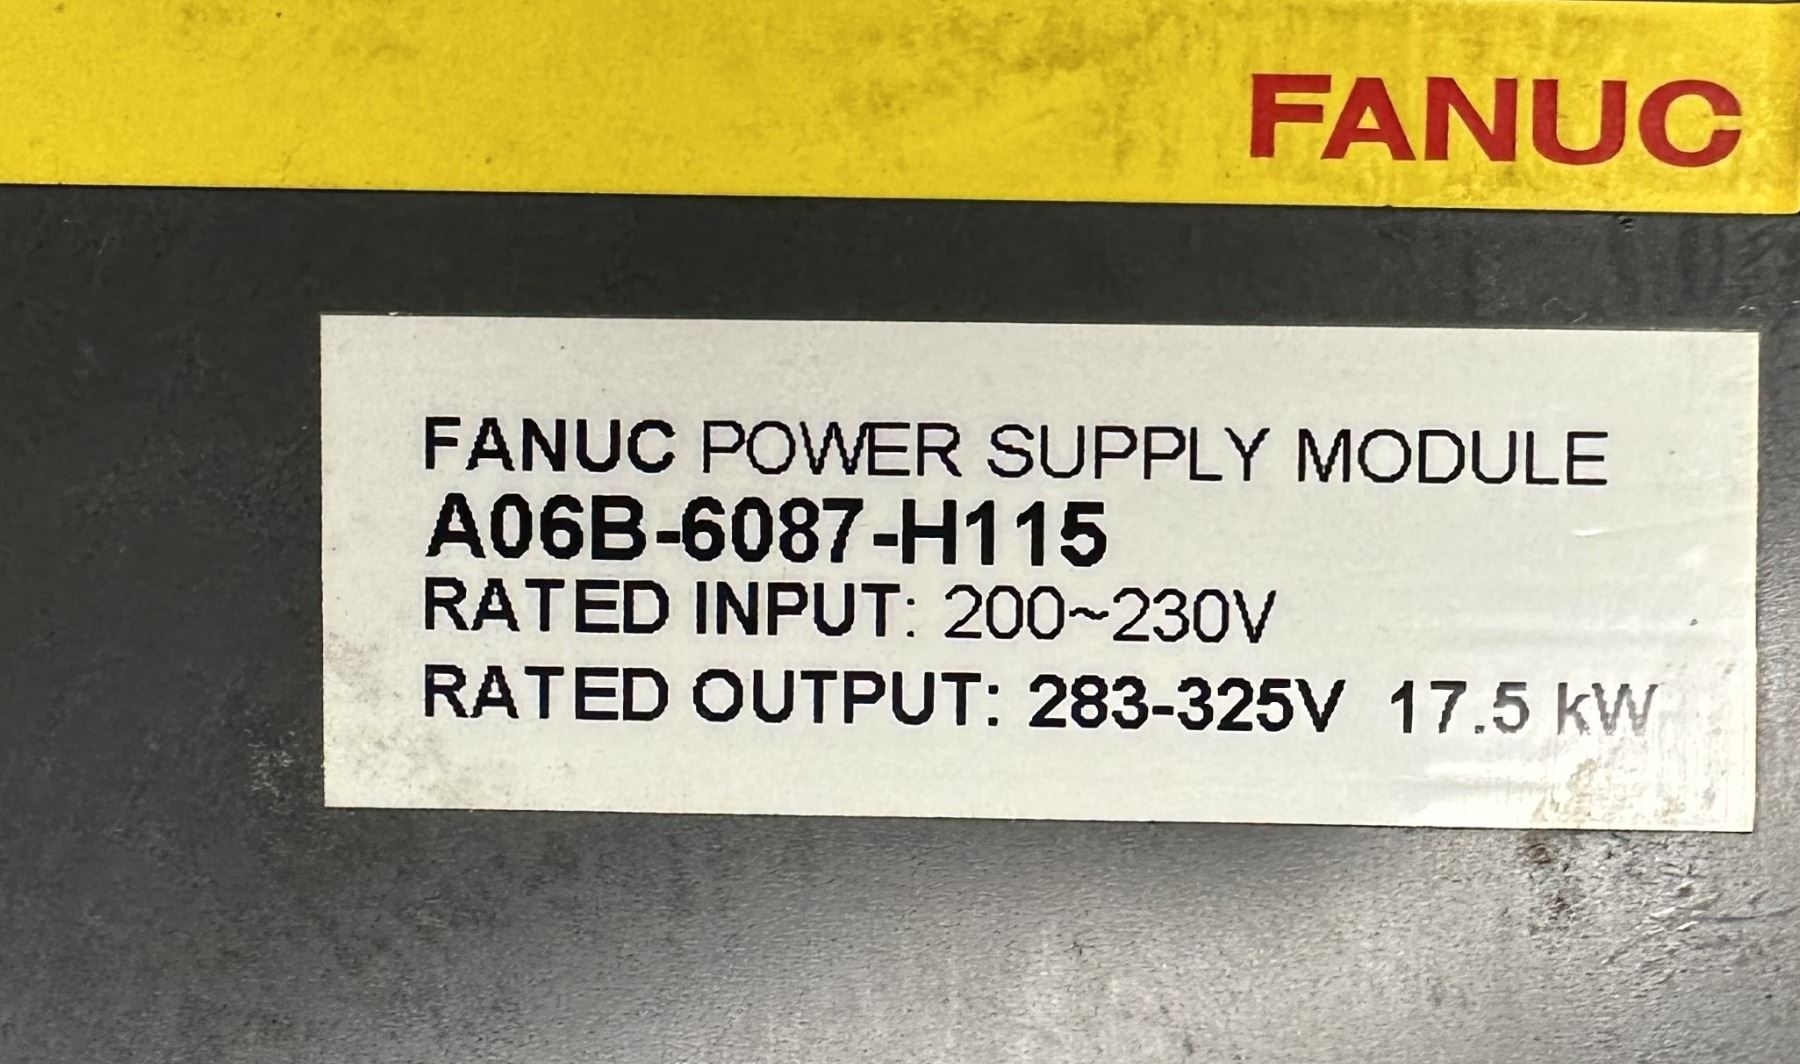 FANUC
FANUC POWER SUPPLY MODULE
A06B-6087-H115
RATED INPUT: 200~230V
RATED OUTPUT: 283-325V 17.5 kW